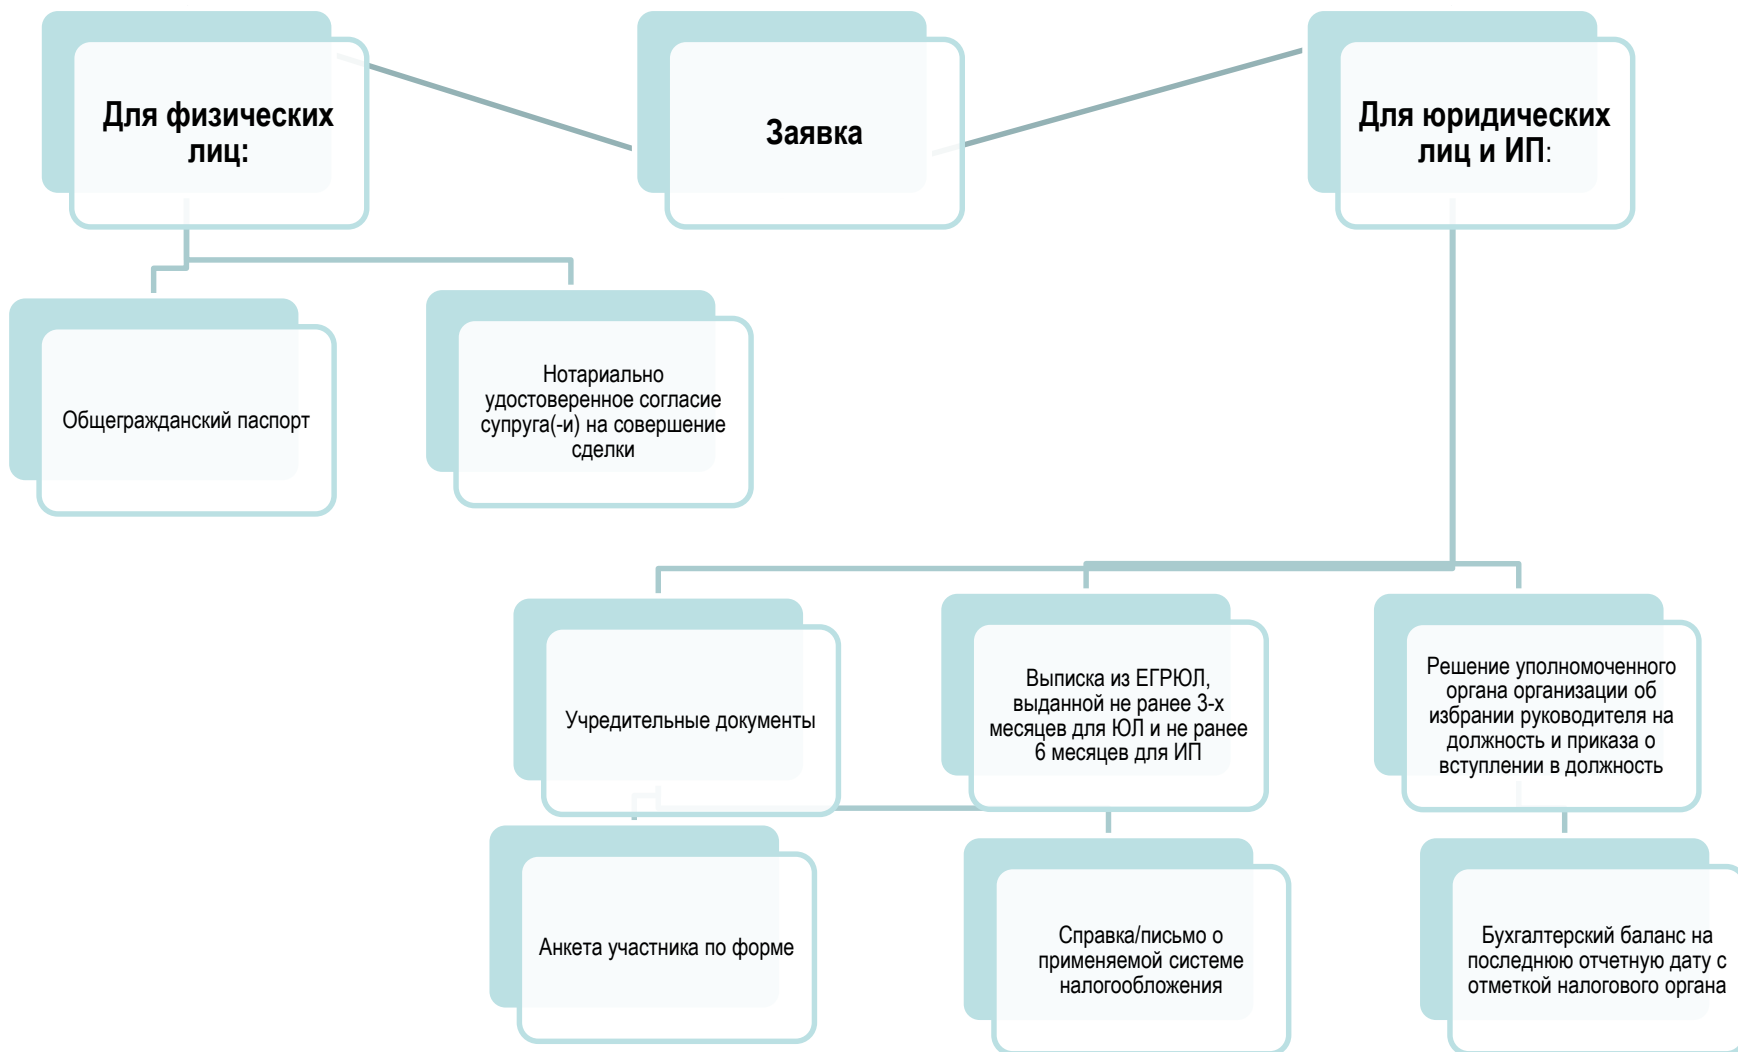 Для физических
лиц:
Заявка
Для юридических
лиц и ИП:
Общегражданский паспорт
Нотариально
удостоверенное согласие
супруга(-и) на совершение
сделки
Учредительные документы
Выписка из ЕГРЮЛ,
выданной не ранее 3-х
месяцев для ЮЛ и не ранее
6 месяцев для ИП
Решение уполномоченного
органа организации об
избрании руководителя на
должность и приказа о
вступлении в должность
Анкета участника по форме
Справка/письмо о
применяемой системе
налогообложения
Бухгалтерский баланс на
последнюю отчетную дату с
отметкой налогового органа